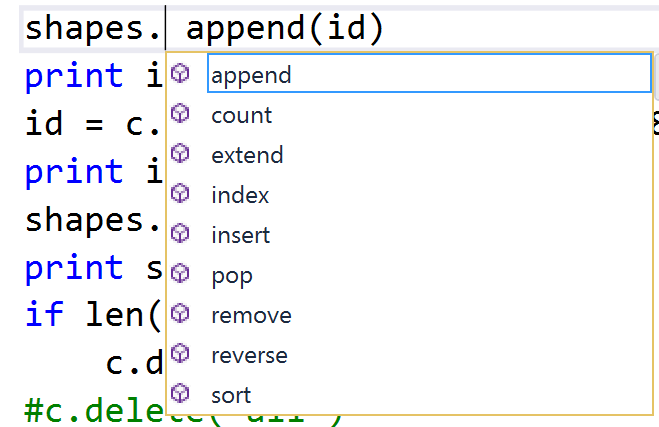 shapes. append(id)
print i
id = c.
print i
shapes.
print s
if len(
c.d
#c.delete("all")
append
count
extend
index
insert
pop
remove
reverse
sort